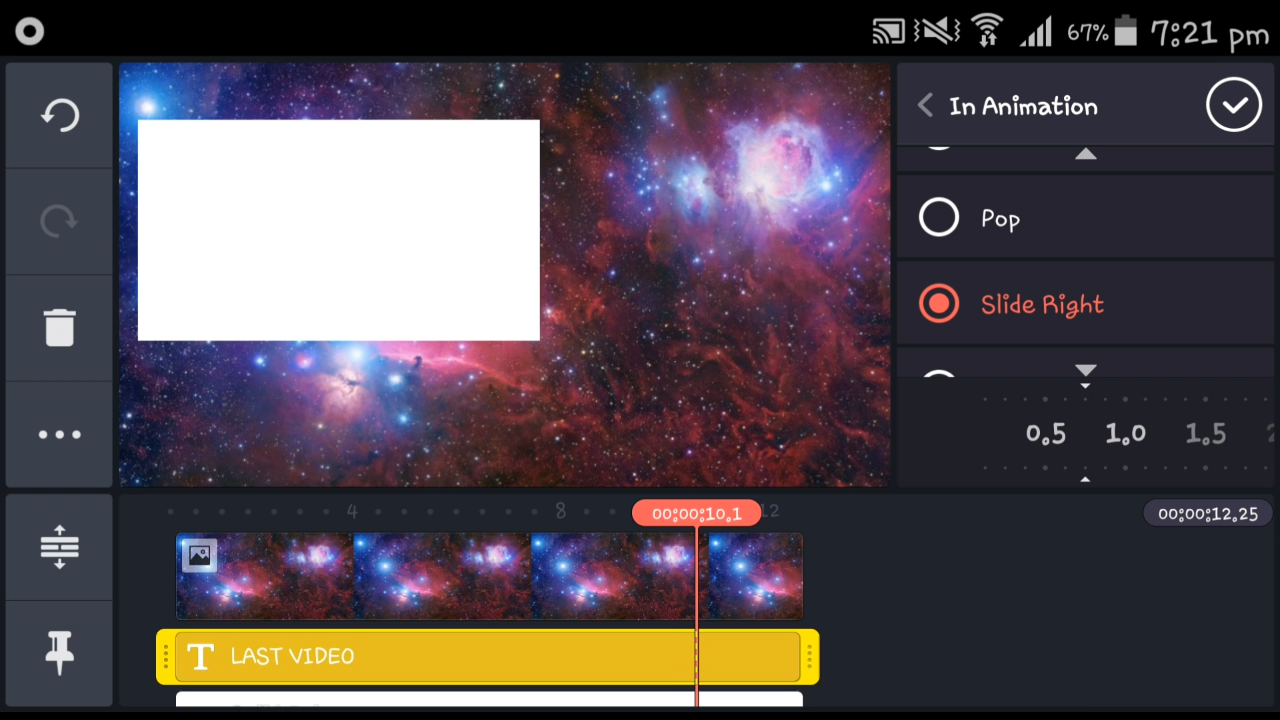 67% 7:21 pm
In Animation
Pop
Slide Right
0.5 1.0 1.5
4 8 12
00:00:10.1
00:00:12.25
T LAST VIDEO